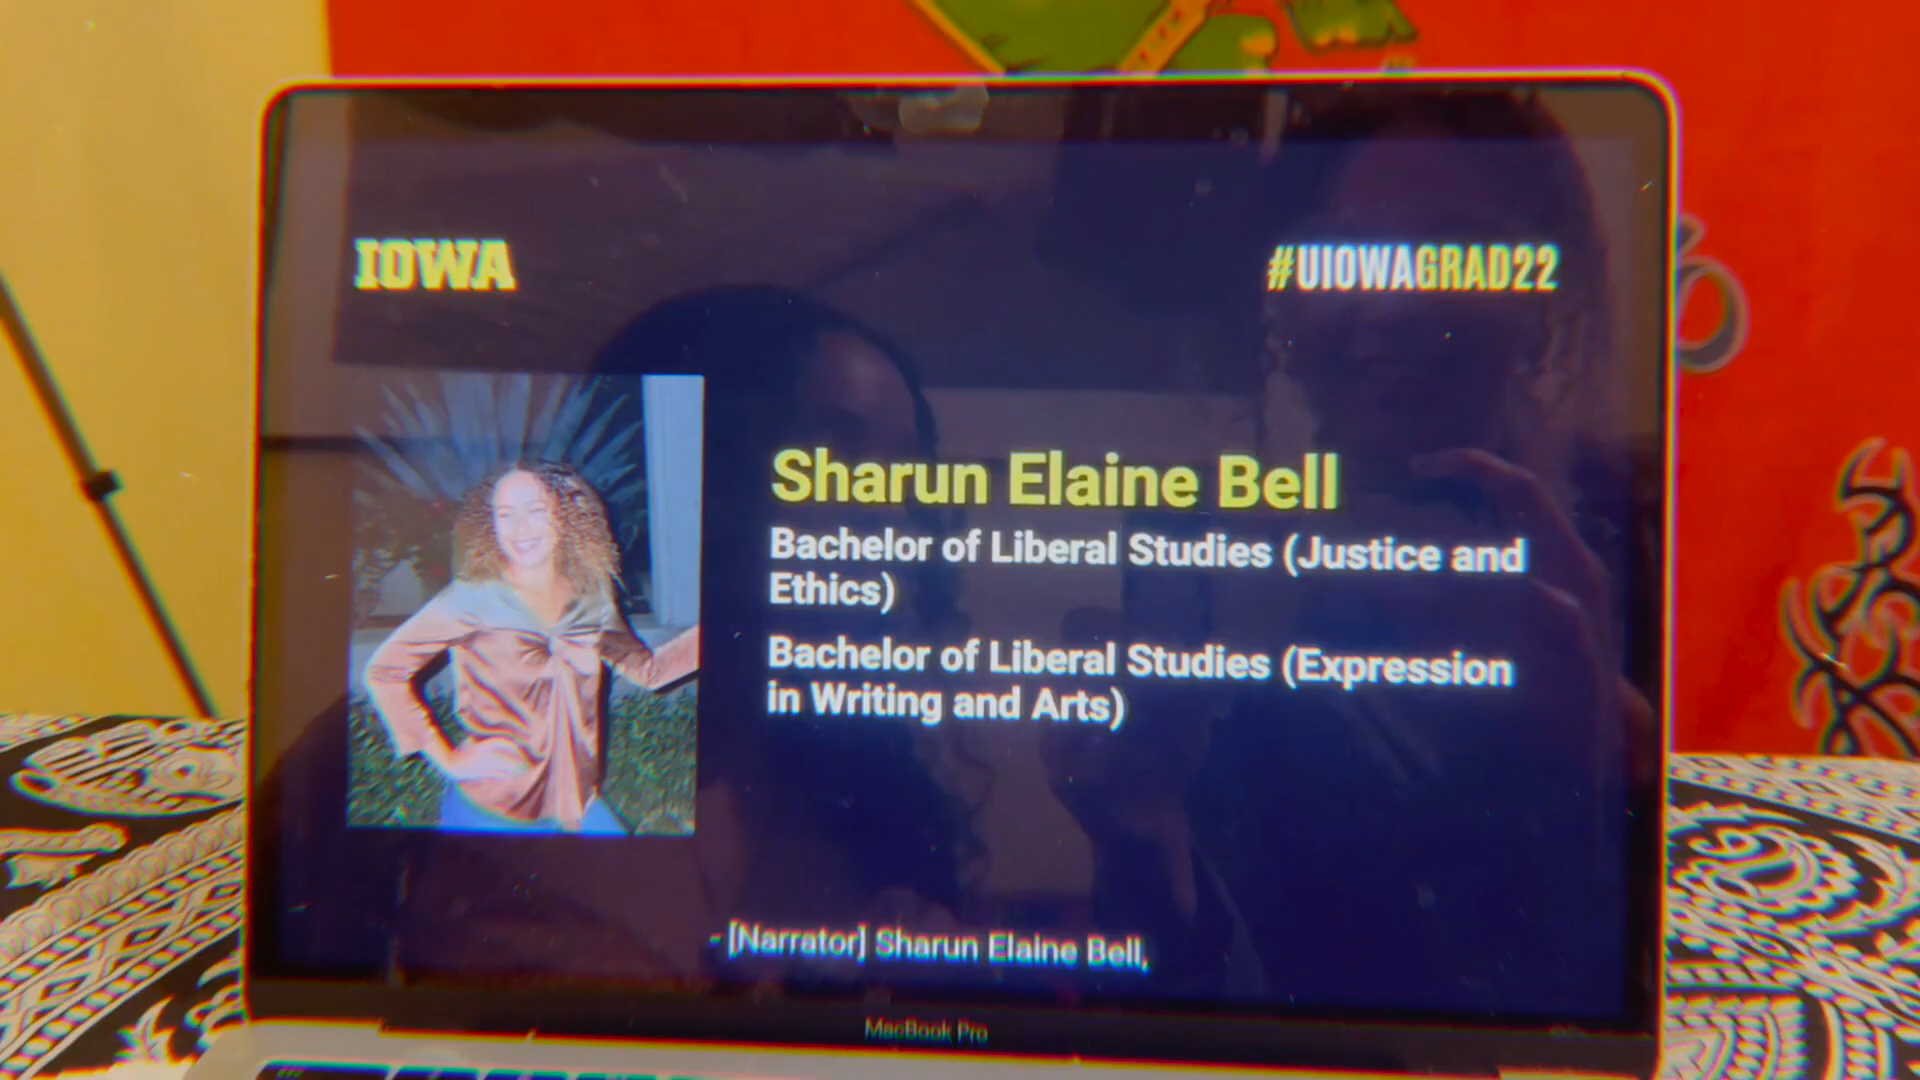 IOWA
#UIOWAGRAD22
Sharun Elaine Bell
Bachelor of Liberal Studies (Justice and
Ethics)
Bachelor of Liberal Studies (Expression
in Writing and Arts)
- [Narrator] Sharun Elaine Bell,
MacBook Pro